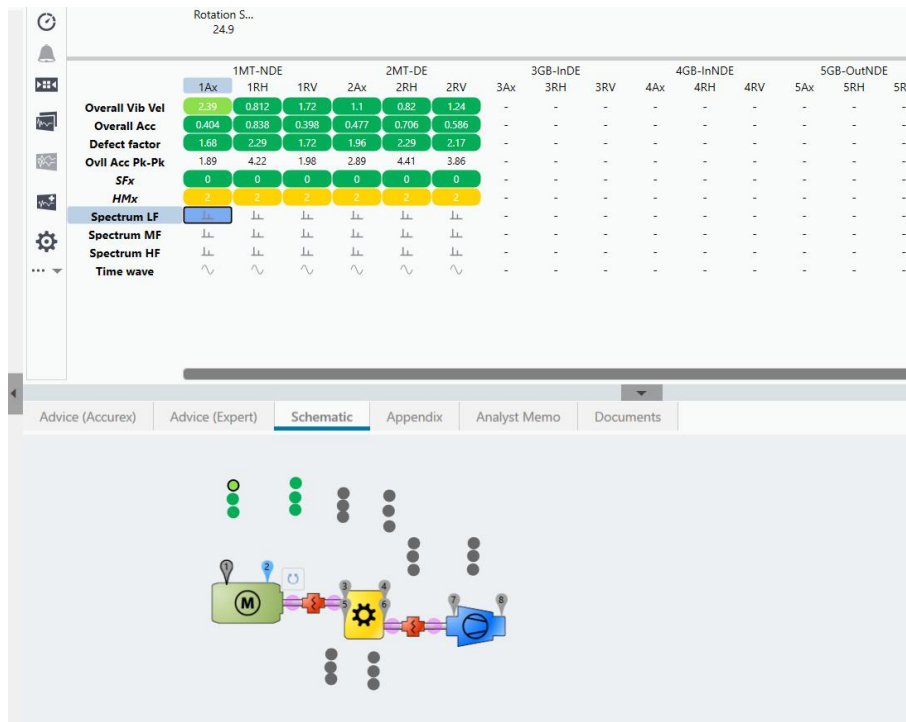 Rotation S...
24.9
1MT-NDE 2MT-DE 3GB-InDE 4GB-InNDE 5GB-OutNDE
1Ax 1RH 1RV 2Ax 2RH 2RV 3Ax 3RH 3RV 4Ax 4RH 4RV 5Ax 5RH 5R
Overall Vib Vel 2.39 0.812 1.72 1.1 0.82 1.24 - - - - - - - - -
Overall Acc 0.404 0.838 0.398 0.477 0.706 0.586 - - - - - - - - -
Defect factor 1.68 2.29 1.72 1.96 2.29 2.17 - - - - - - - - -
Ovll Acc Pk-Pk 1.89 4.22 1.98 2.89 4.41 3.86 - - - - - - - - -
SFx 0 0 0 0 0 0 - - - - - - - - -
HMx 2 2 2 2 2 2 - - - - - - - - -
Spectrum LF - - - - - - - - -
Spectrum MF - - - - - - - - -
Spectrum HF - - - - - - - - -
Time wave - - - - - - - - -
Advice (Accurex) Advice (Expert) Schematic Appendix Analyst Memo Documents
1 2
3 4
M 5 6 7 8